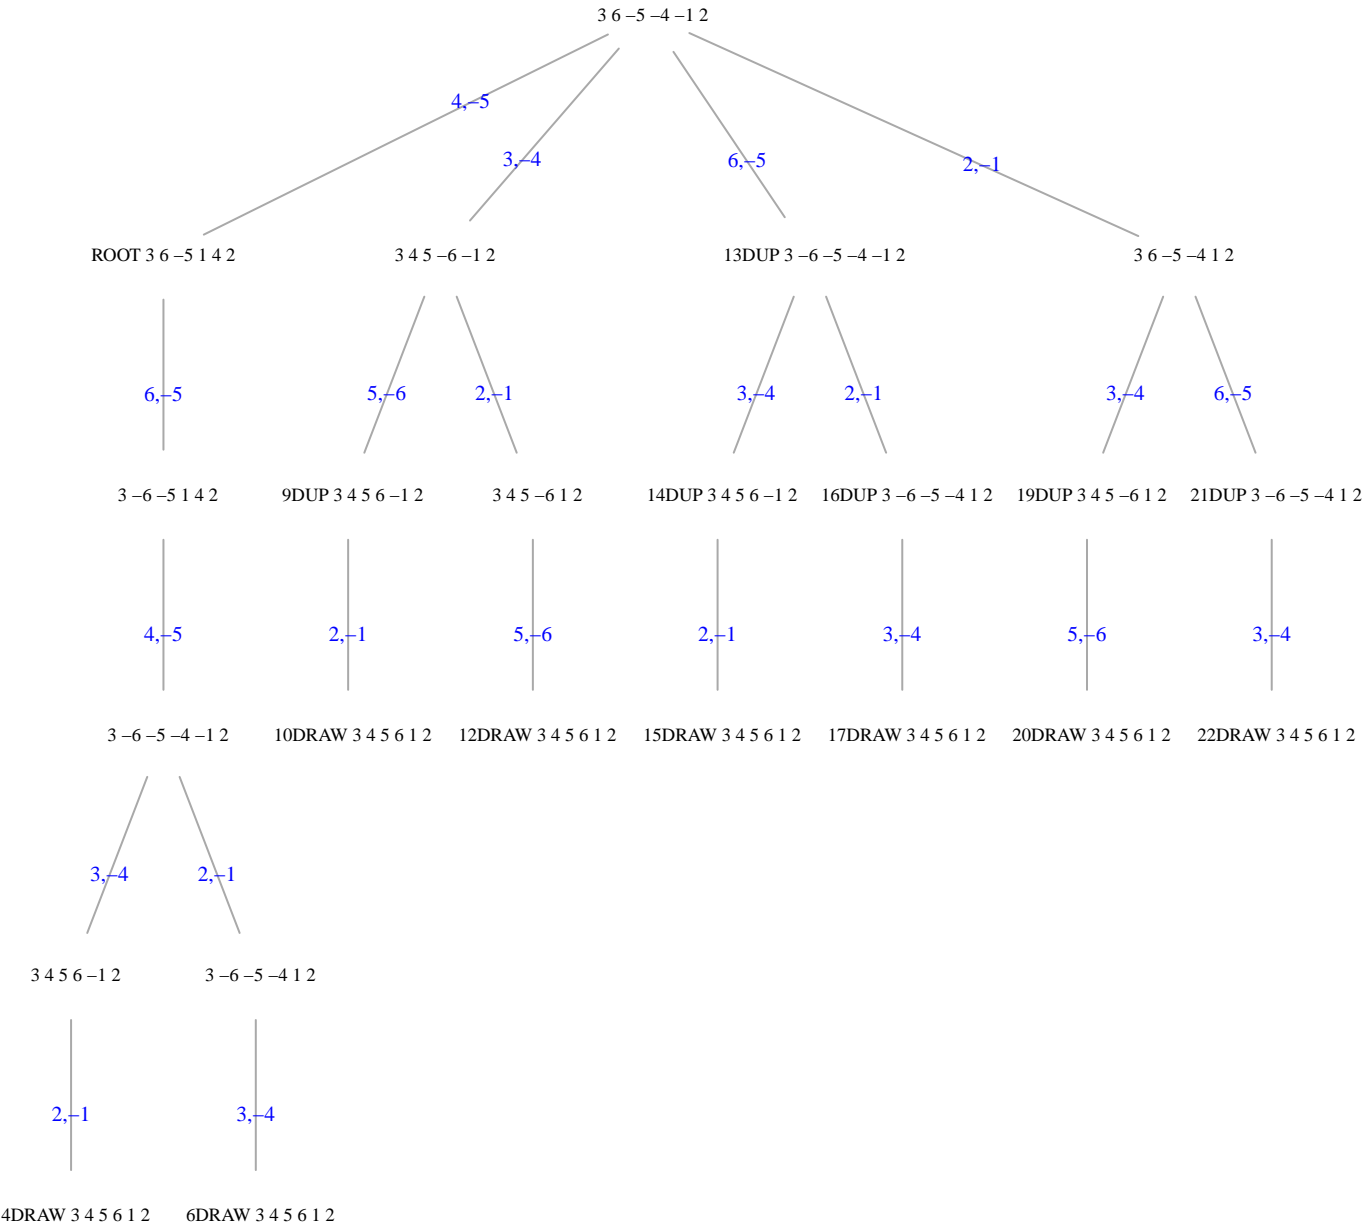 3 6 –5 –4 –1 2
4,–5
3,–4
6,–5
2,–1
ROOT 3 6 –5 1 4 2
3 4 5 –6 –1 2
13DUP 3 –6 –5 –4 –1 2
3 6 –5 –4 1 2
6,–5
5,–6
2,–1
3,–4
2,–1
3,–4
6,–5
3 –6 –5 1 4 2
9DUP 3 4 5 6 –1 2
3 4 5 –6 1 2
14DUP 3 4 5 6 –1 2
16DUP 3 –6 –5 –4 1 2
19DUP 3 4 5 –6 1 2
21DUP 3 –6 –5 –4 1 2
4,–5
2,–1
5,–6
2,–1
3,–4
5,–6
3,–4
3 –6 –5 –4 –1 2
10DRAW 3 4 5 6 1 2
12DRAW 3 4 5 6 1 2
15DRAW 3 4 5 6 1 2
17DRAW 3 4 5 6 1 2
20DRAW 3 4 5 6 1 2
22DRAW 3 4 5 6 1 2
3,–4
2,–1
3 4 5 6 –1 2
3 –6 –5 –4 1 2
2,–1
3,–4
4DRAW 3 4 5 6 1 2
6DRAW 3 4 5 6 1 2